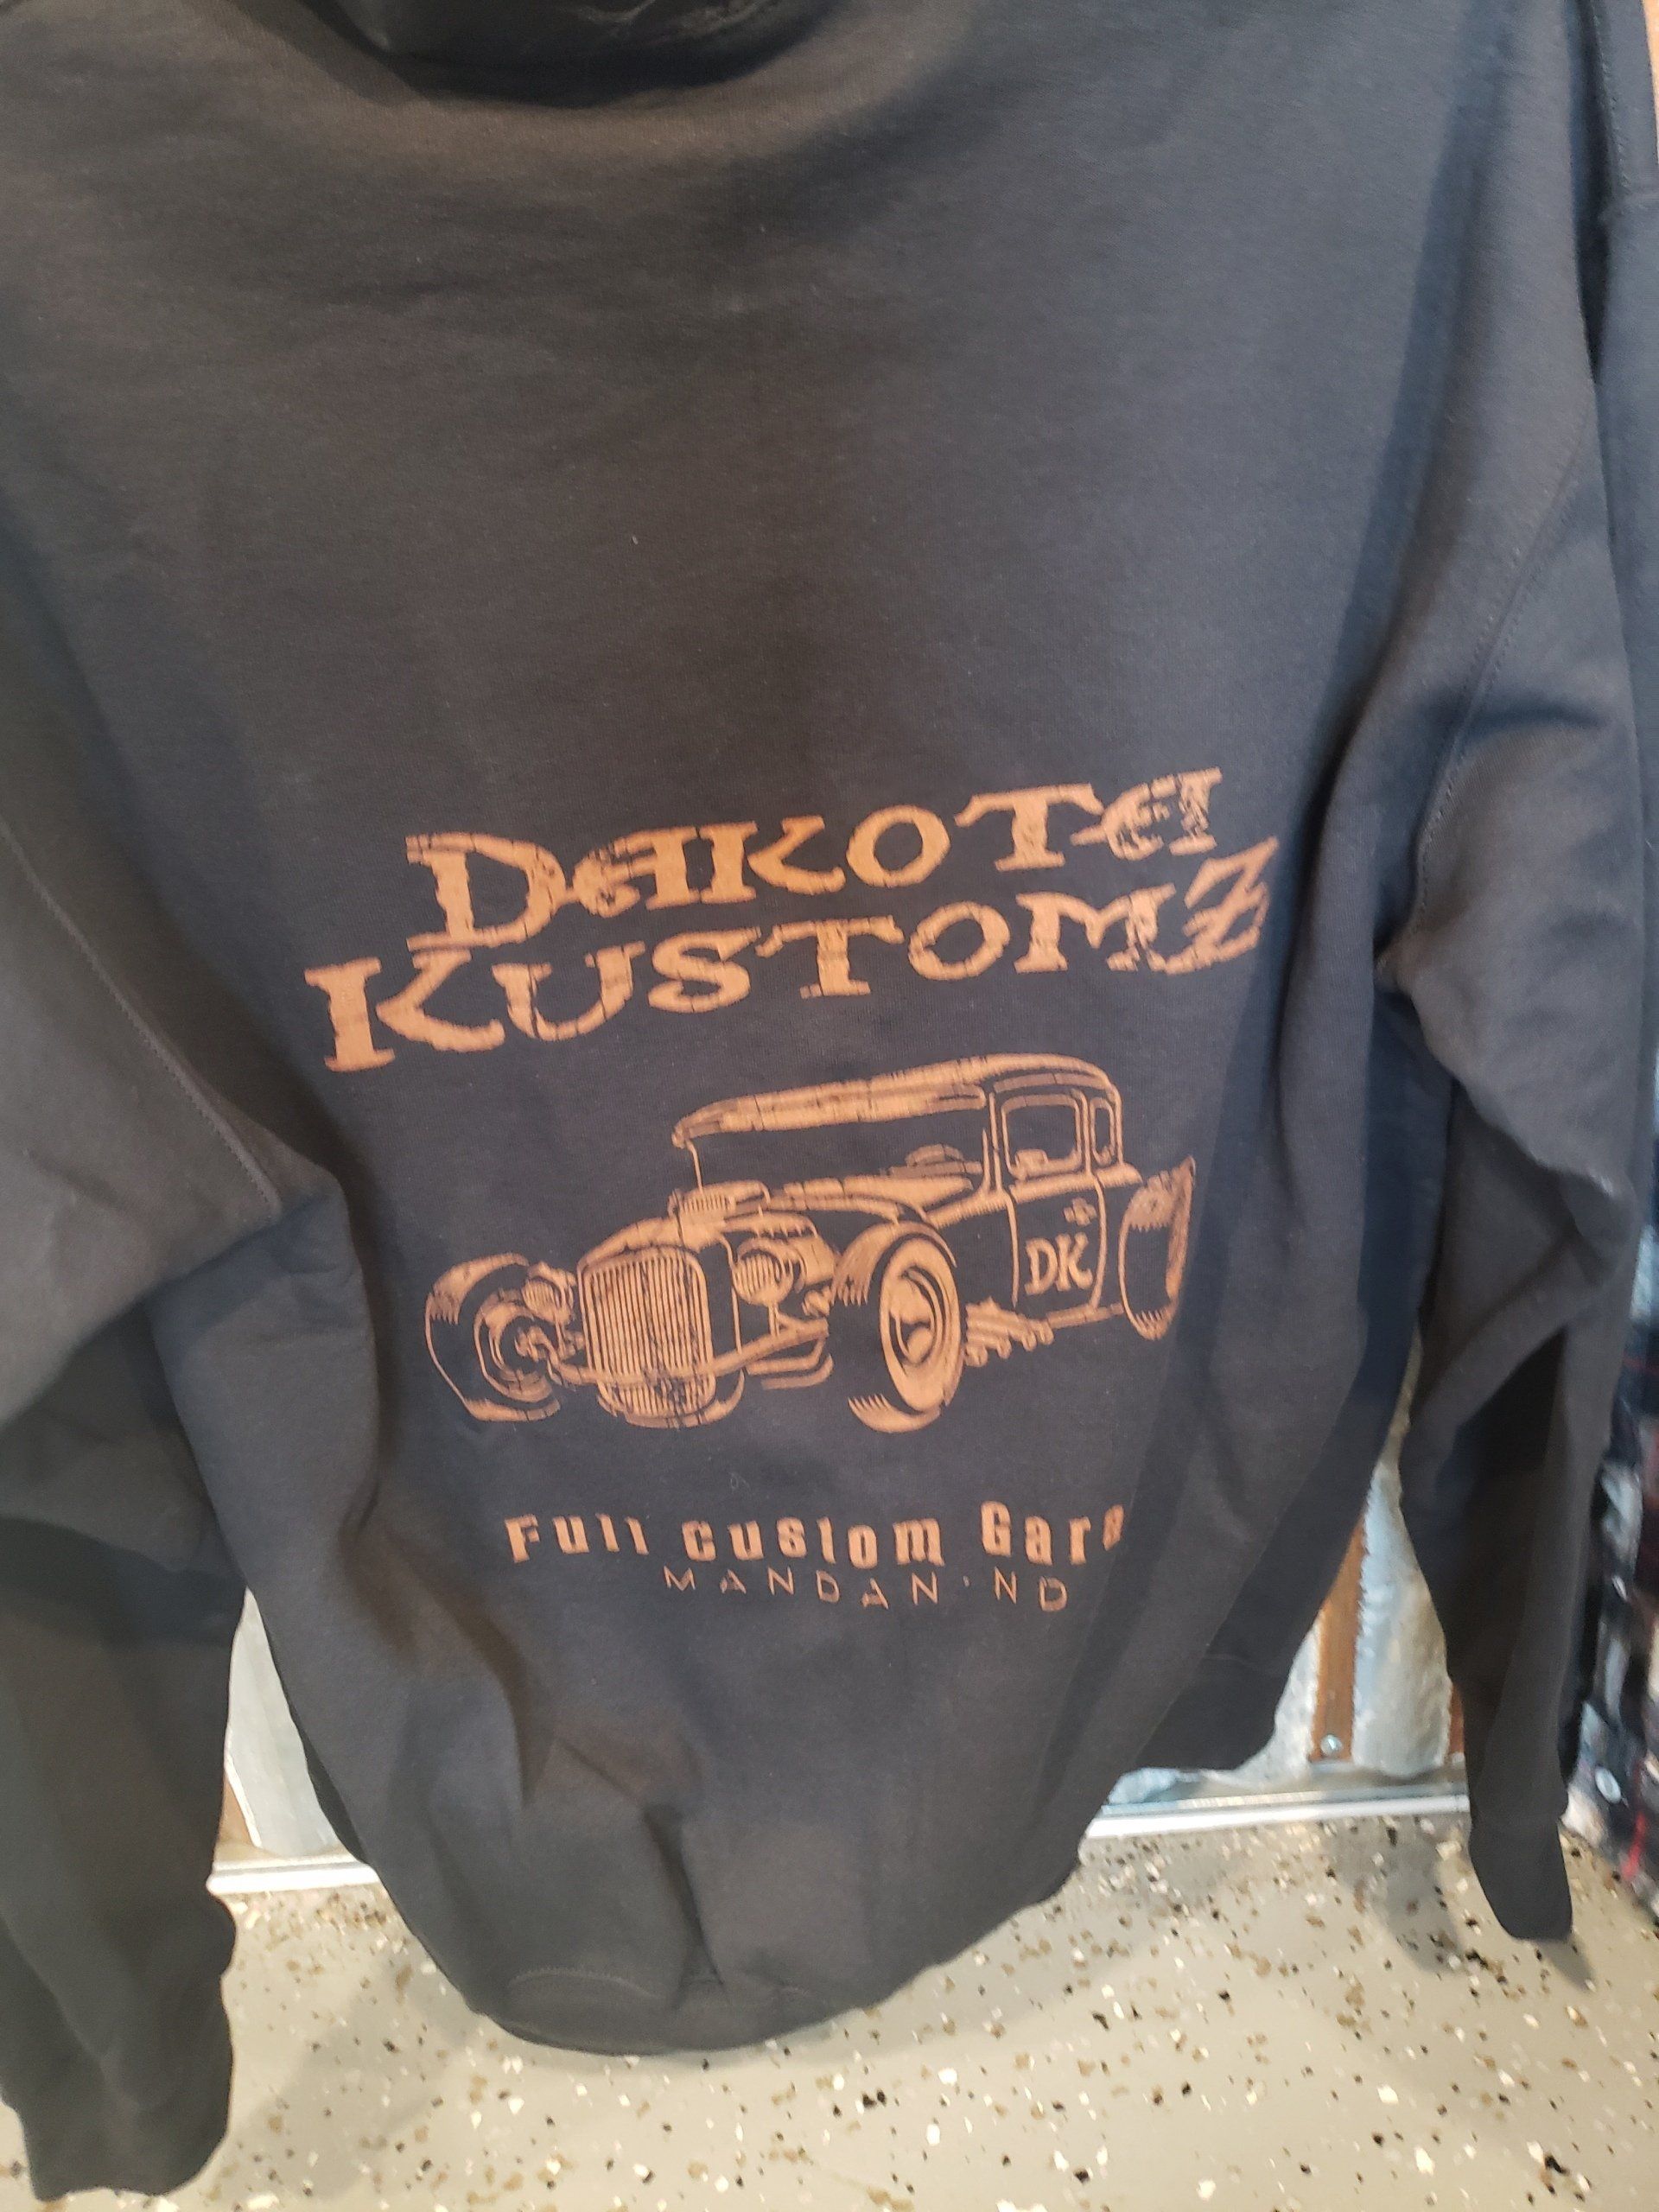 DaKOTa
KUSTOMZ
DK
Full custom Gara
MANDAN · ND